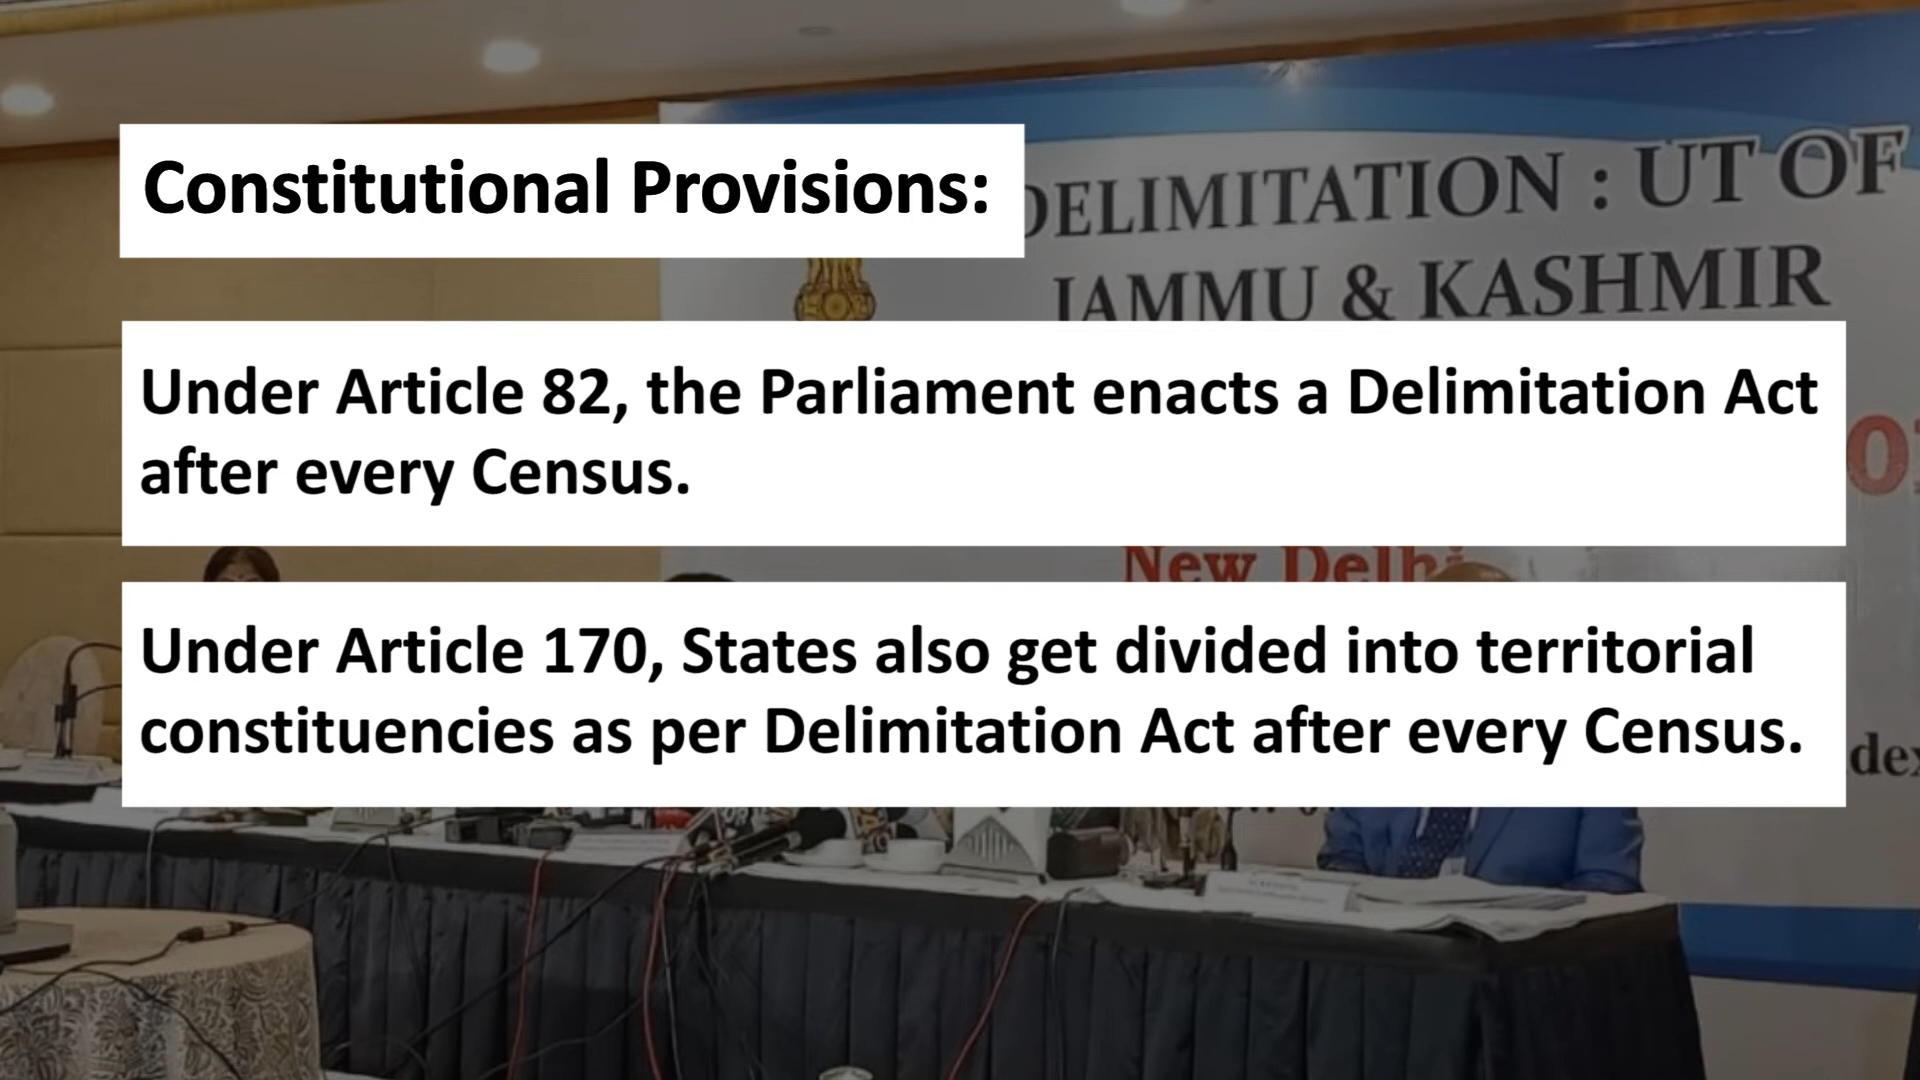 Constitutional Provisions:
DELIMITATION : UT OF
JAMMU & KASHMIR
Under Article 82, the Parliament enacts a Delimitation Act
after every Census.
New Delhi
Under Article 170, States also get divided into territorial
constituencies as per Delimitation Act after every Census.